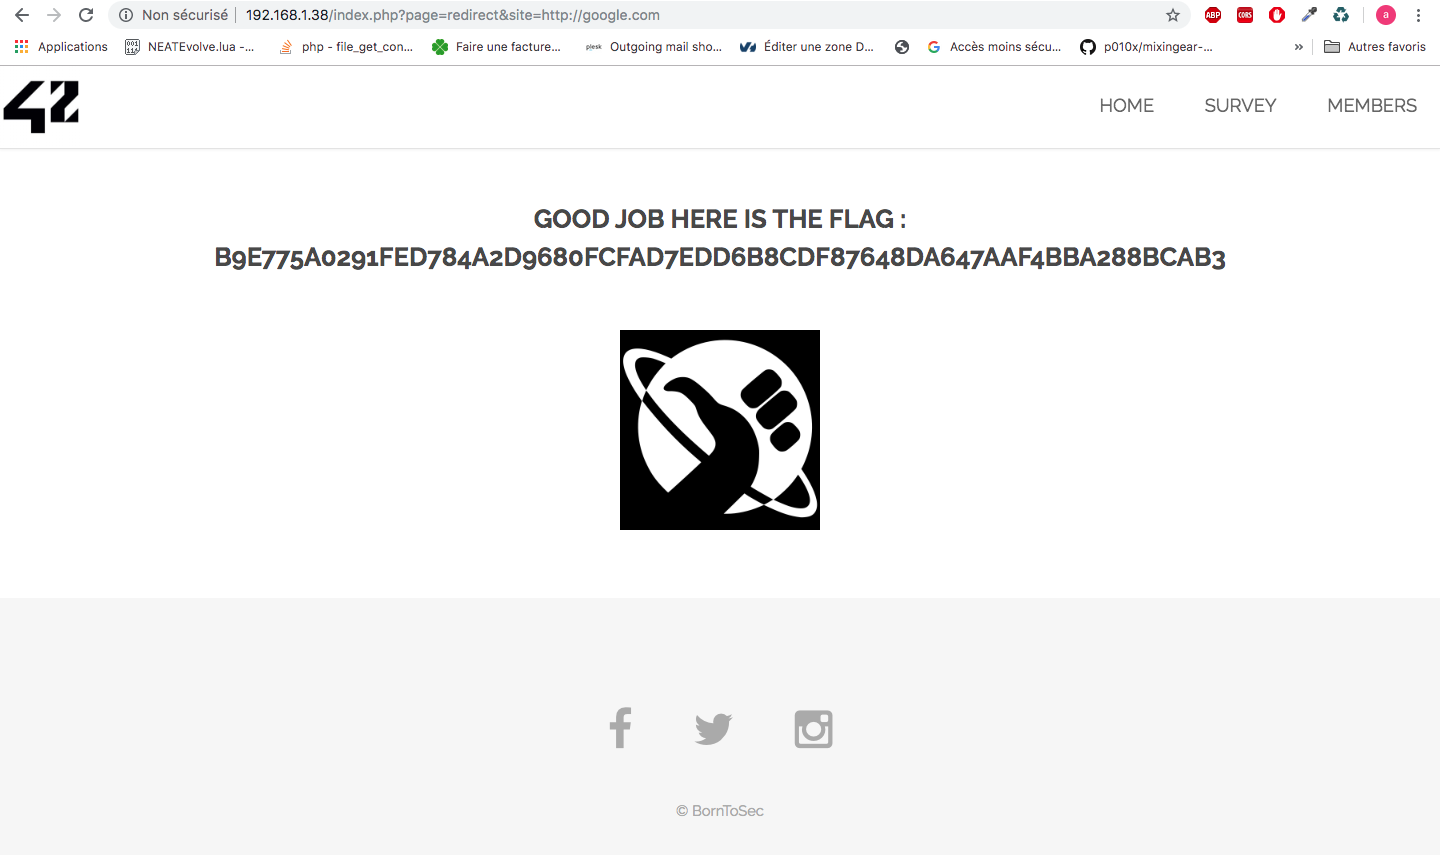 Non sécurisé 192.168.1.38/index.php?page=redirect&site=http://google.com
ABP CORS a
Applications NEATEvolve.lua -... php - file_get_con... Faire une facture... plesk Outgoing mail sho... Éditer une zone D... Accès moins sécu... p010x/mixingear-... » Autres favoris
42 HOME SURVEY MEMBERS
GOOD JOB HERE IS THE FLAG :
B9E775A0291FED784A2D9680FCFAD7EDD6B8CDF87648DA647AAF4BBA288BCAB3
© BornToSec